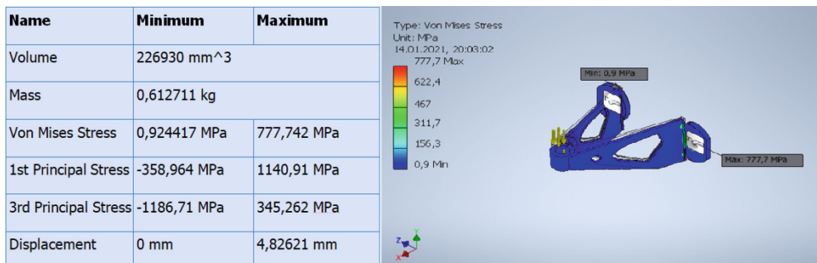 Name Minimum Maximum
Volume 226930 mm^3
Mass 0,612711 kg
Von Mises Stress 0,924417 MPa 777,742 MPa
1st Principal Stress -358,964 MPa 1140,91 MPa
3rd Principal Stress -1186,71 MPa 345,262 MPa
Displacement 0 mm 4,82621 mm
Type: Von Mises Stress
Unit: MPa
14.01.2021, 20:03:02
777,7 Max
622,4
467
311,7
156,3
0,9 Min
Min: 0,9 MPa
Max: 777,7 MPa
Y
Z
X